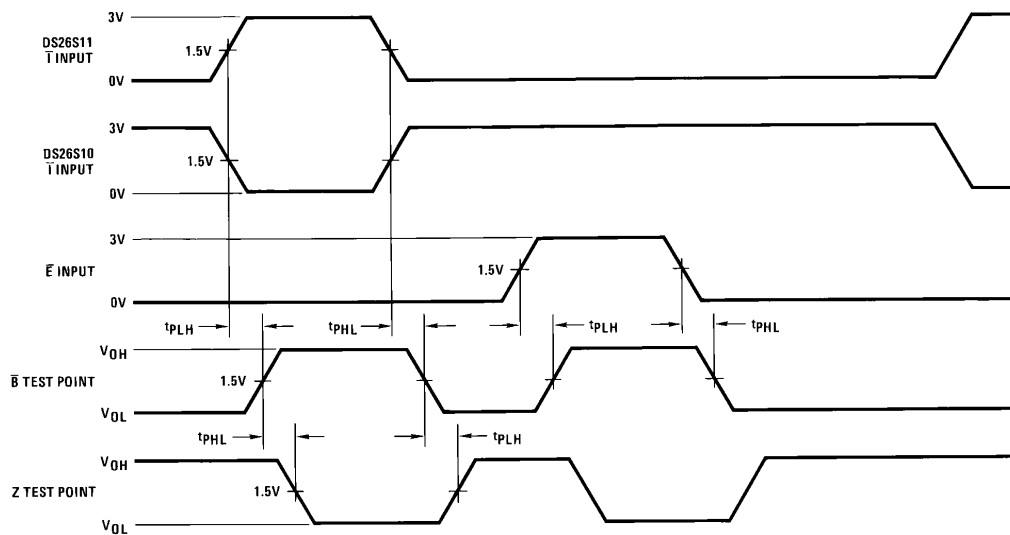 3V
DS26S11
Ī INPUT
1.5V
0V
3V
DS26S10
Ī INPUT
1.5V
0V
3V
Ē INPUT
1.5V
0V
tPLH
tPHL
tPLH
tPHL
VOH
B̄ TEST POINT
1.5V
VOL
tPHL
tPLH
VOH
Z TEST POINT
1.5V
VOL